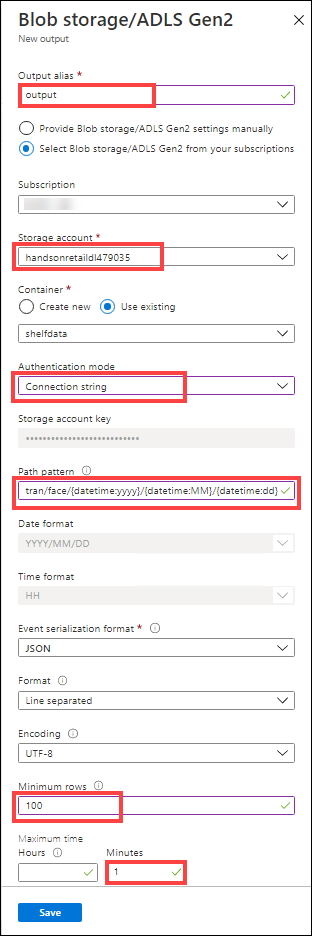 Blob storage/ADLS Gen2
New output
Output alias *
output
Provide Blob storage/ADLS Gen2 settings manually
Select Blob storage/ADLS Gen2 from your subscriptions
Subscription
Storage account *
handsonretaildl479035
Container *
Create new Use existing
shelfdata
Authentication mode
Connection string
Storage account key
••••••••••••••••••••••••••••
Path pattern
tran/face/{datetime:yyyy}/{datetime:MM}/{datetime:dd}
Date format
YYYY/MM/DD
Time format
HH
Event serialization format *
JSON
Format
Line separated
Encoding
UTF-8
Minimum rows
100
Maximum time
Hours Minutes
1
Save